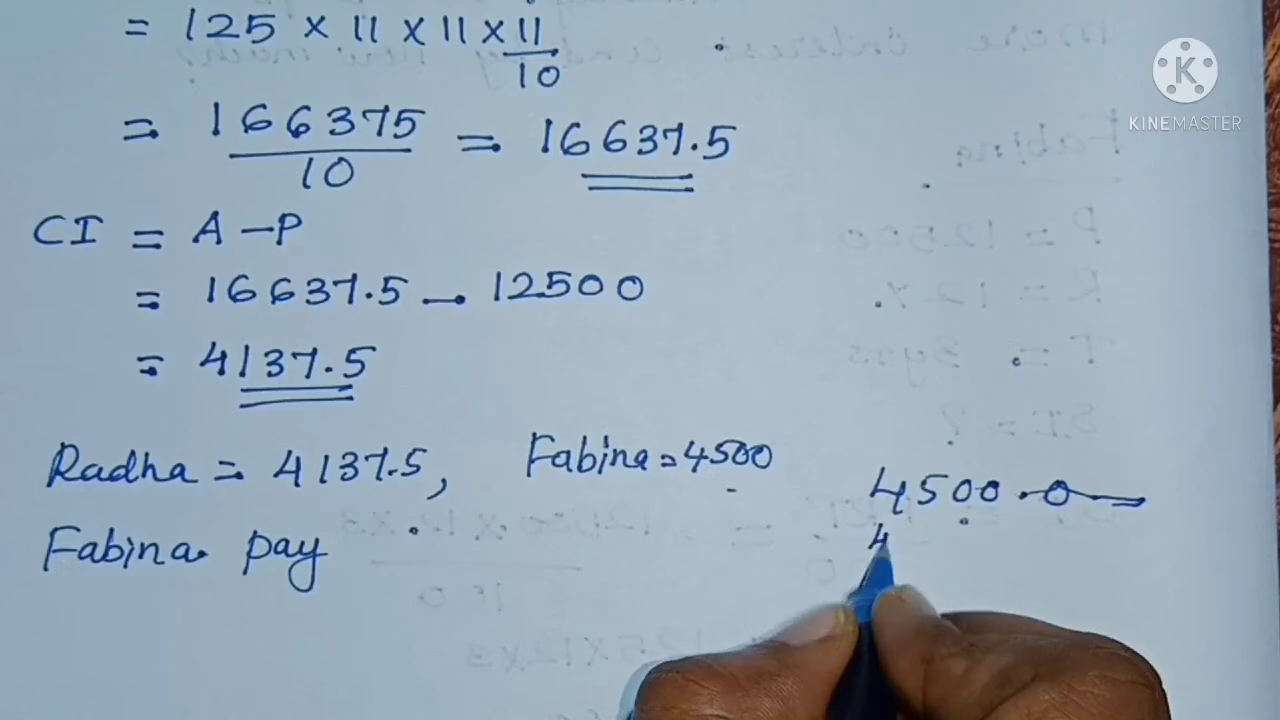 = 125 × 11 × 11 × 11/10
= 166375/10 = 16637.5
KINEMASTER
CI = A - P
= 16637.5 - 12500
= 4137.5
Radha = 4137.5, Fabina = 4500
4500.0 -
Fabina pay
4